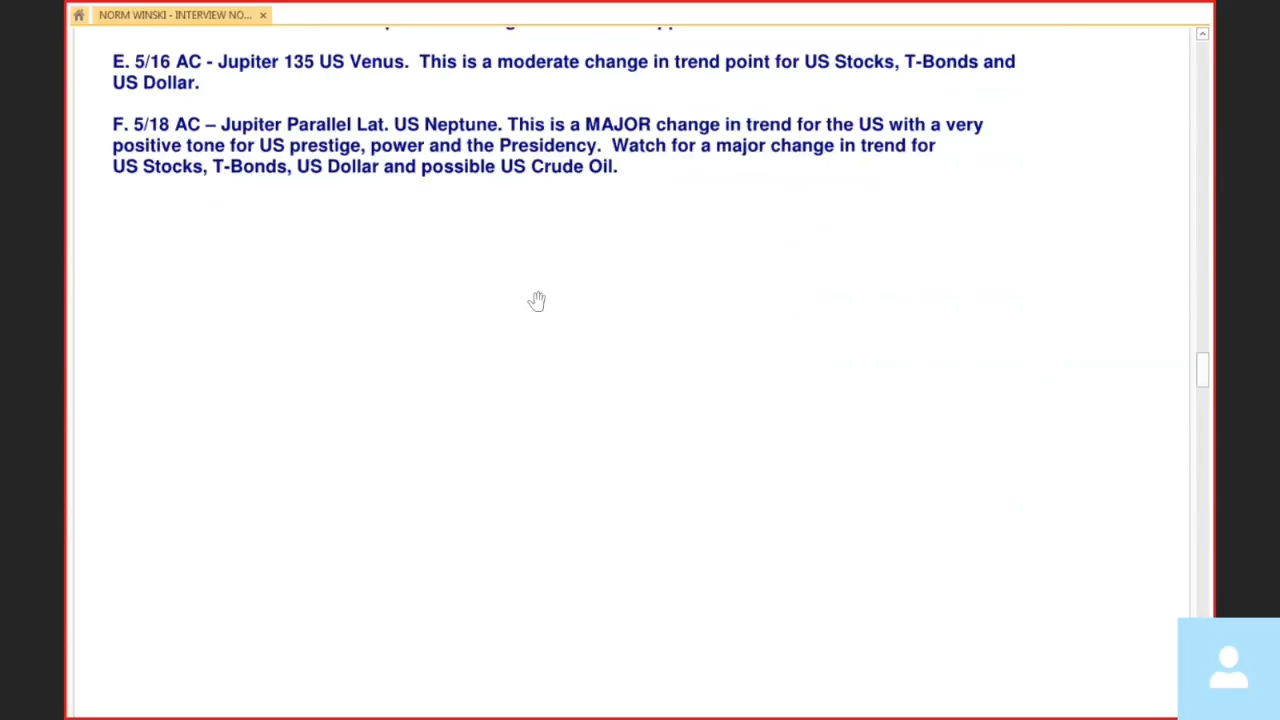 NORM WINSKI - INTERVIEW NO...
E. 5/16 AC - Jupiter 135 US Venus.  This is a moderate change in trend point for US Stocks, T-Bonds and
US Dollar.
F. 5/18 AC – Jupiter Parallel Lat. US Neptune. This is a MAJOR change in trend for the US with a very
positive tone for US prestige, power and the Presidency.  Watch for a major change in trend for
US Stocks, T-Bonds, US Dollar and possible US Crude Oil.